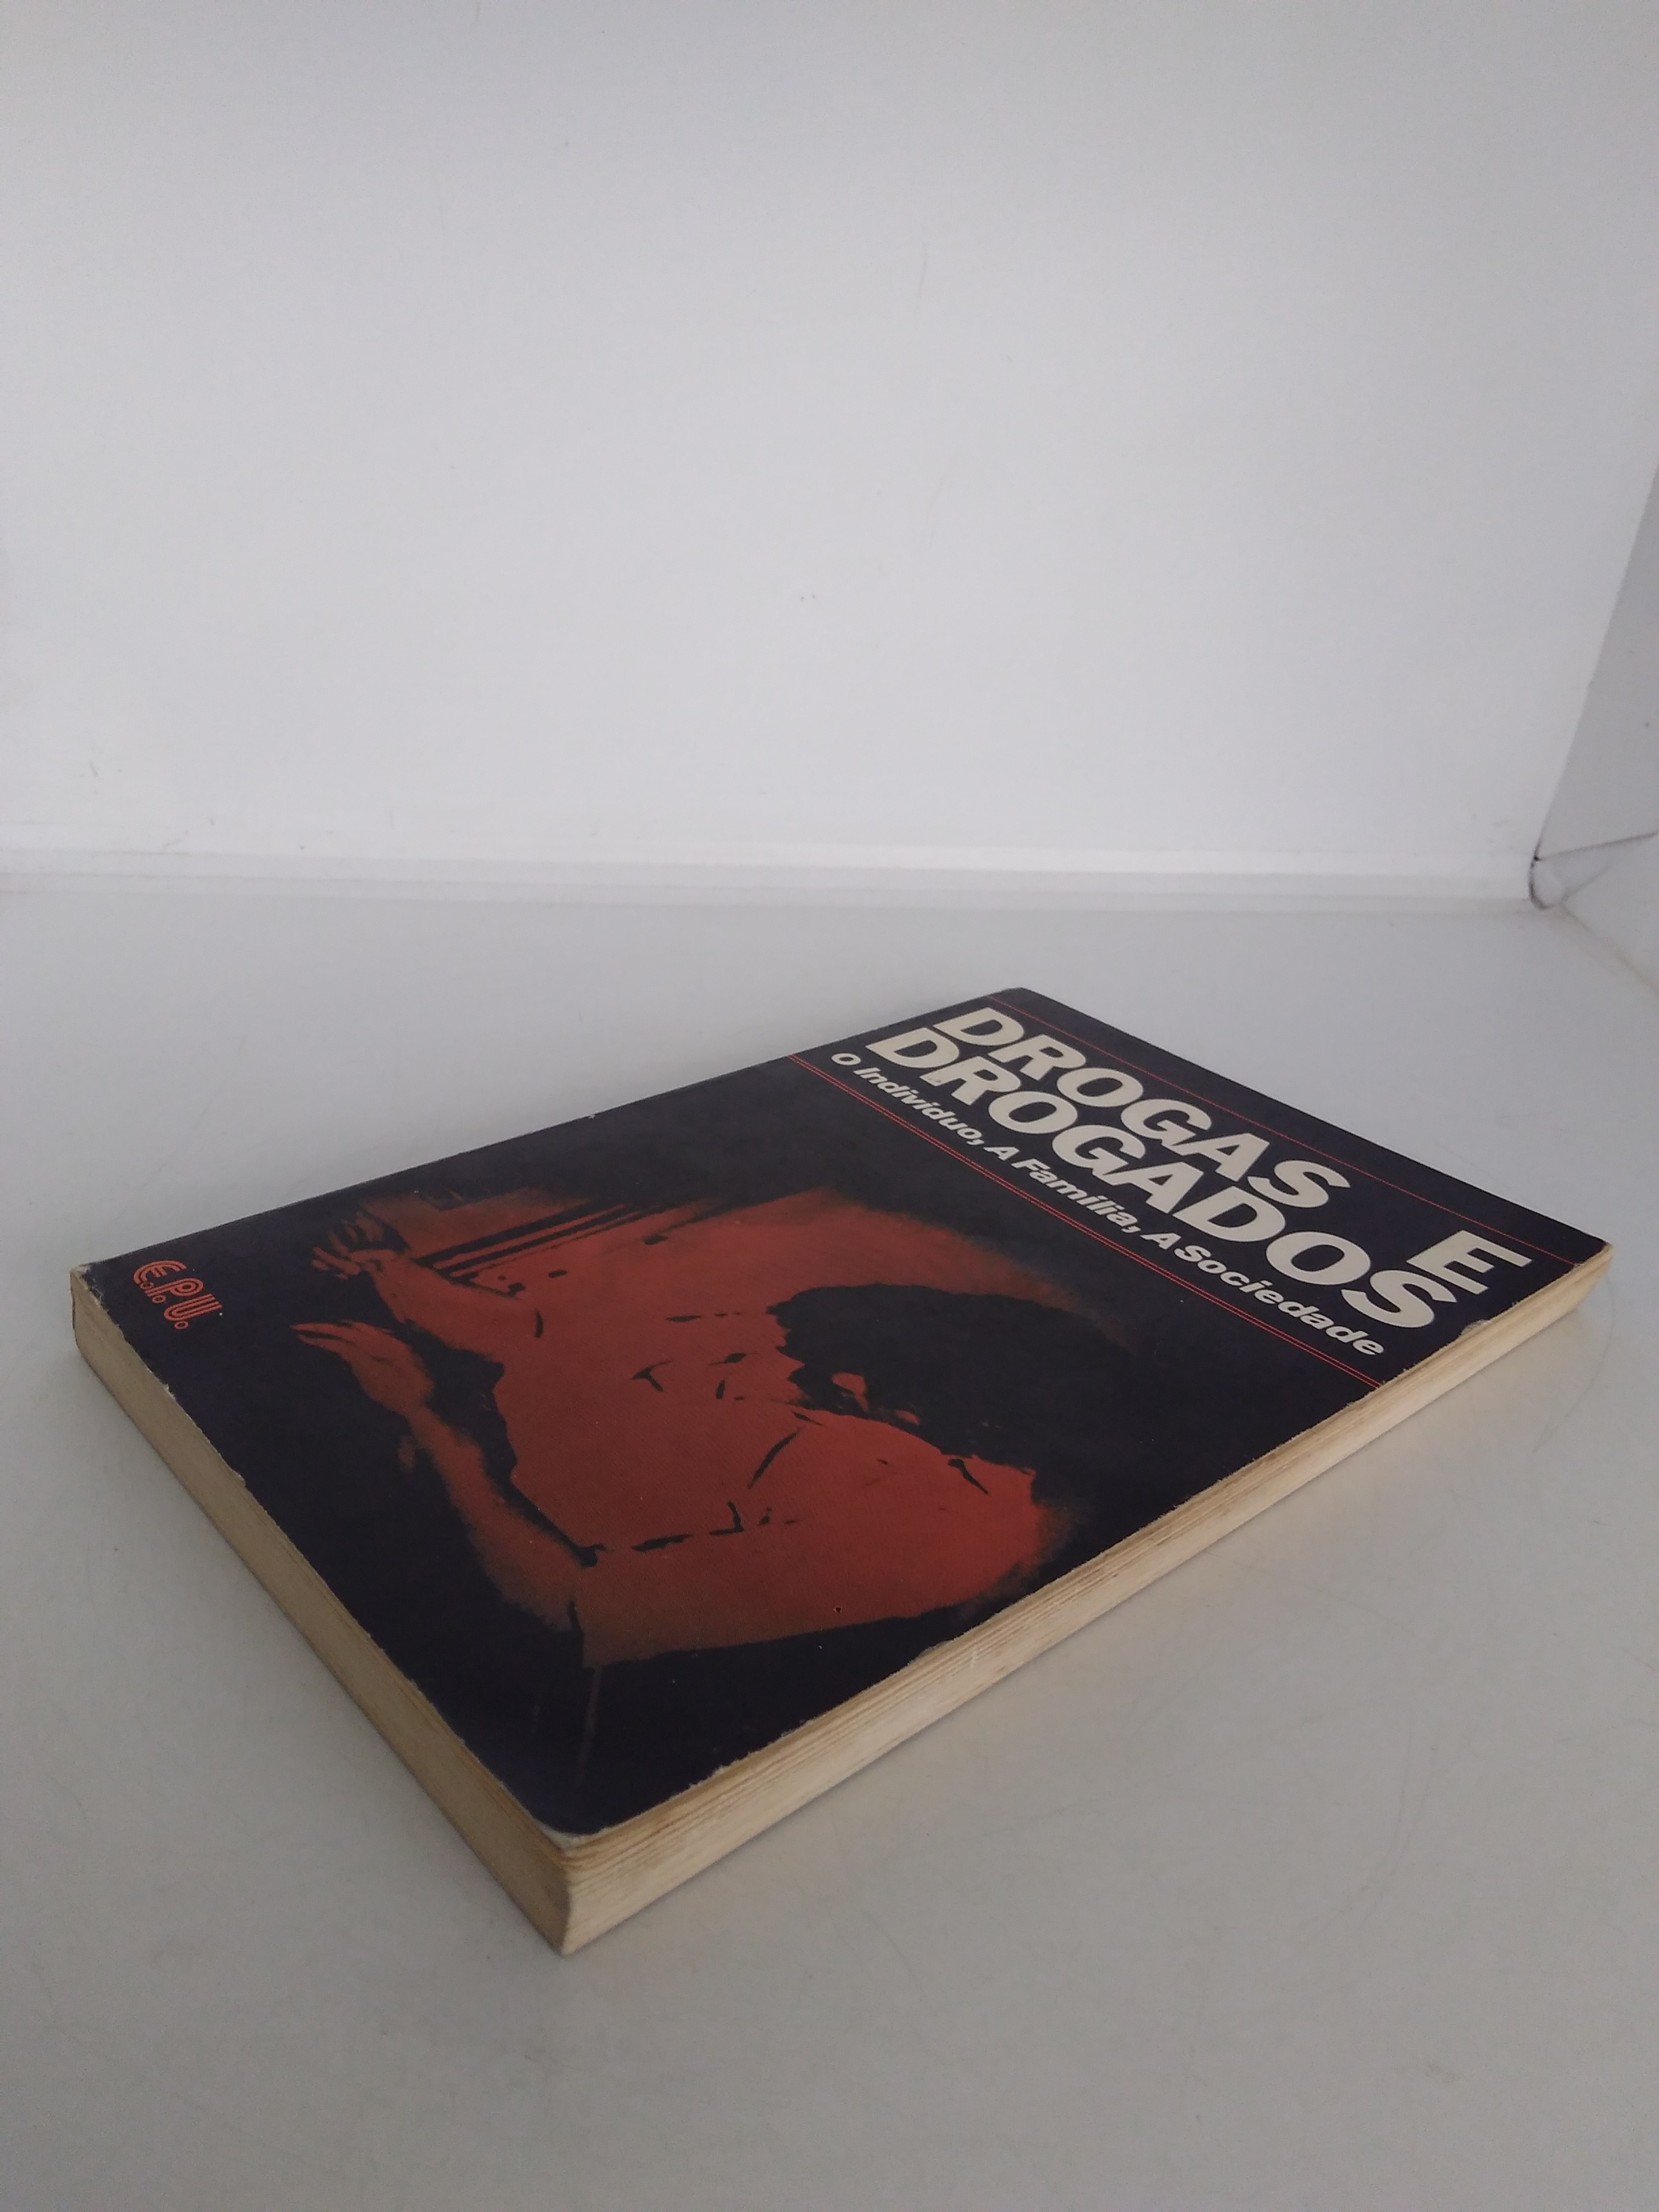 DROGAS E
DROGADOS
O Indivíduo, A Família, A Sociedade
E.P.U.